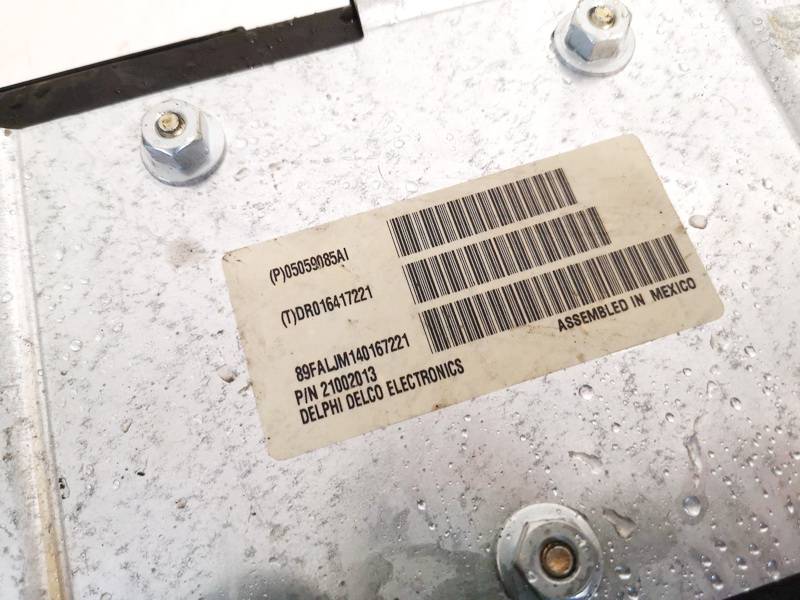 (P)05059085AI
(T)DR016417221
89FALJM140167221
P/N 21002013
DELPHI DELCO ELECTRONICS
ASSEMBLED IN MEXICO